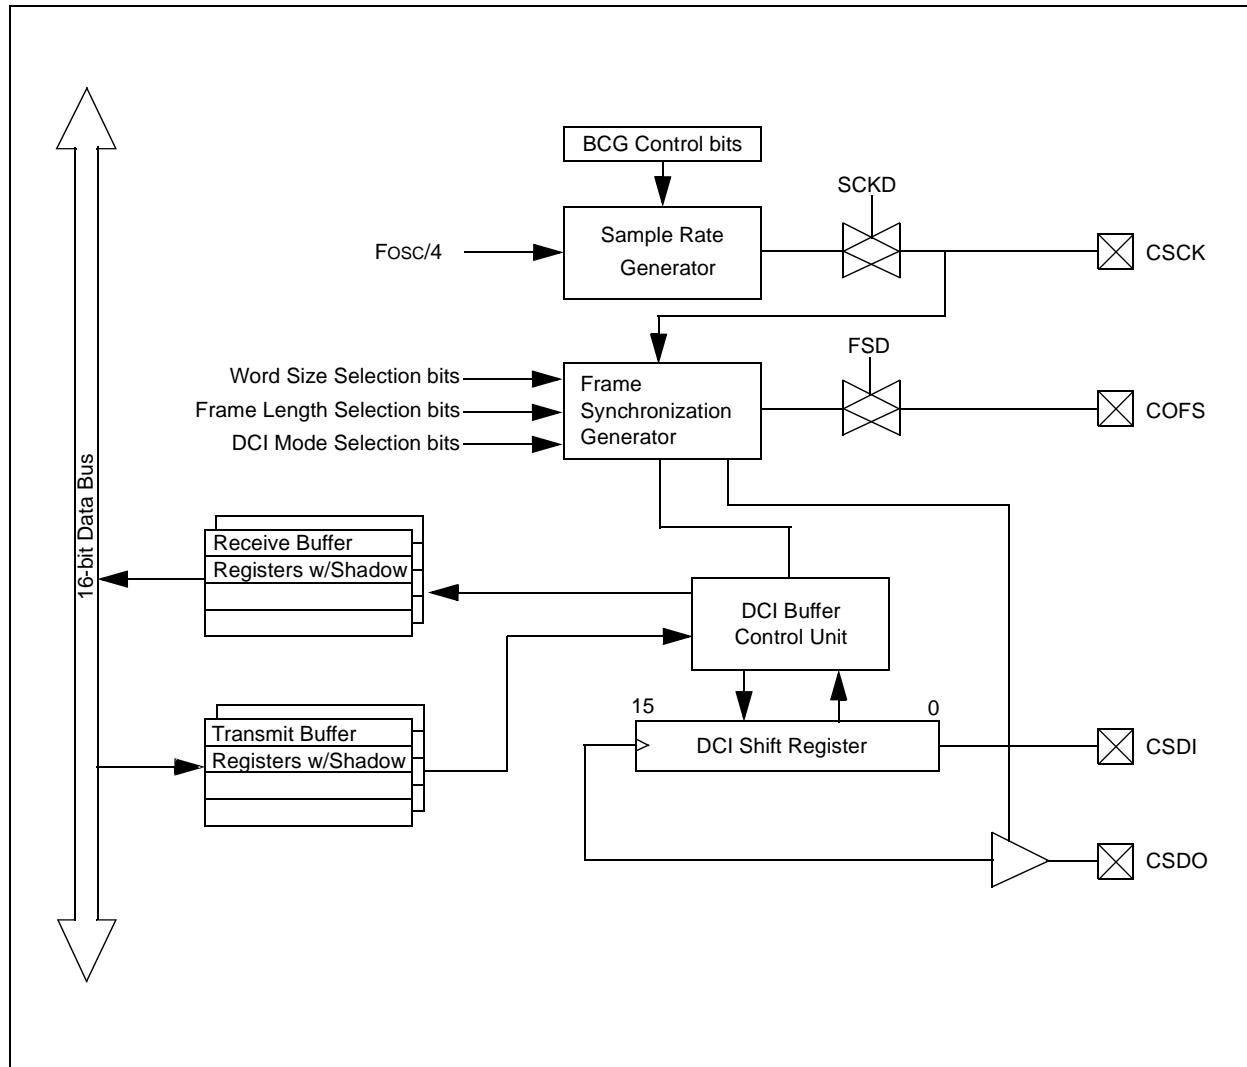 BCG Control bits
SCKD
Sample Rate
Generator
FOSC/4
CSCK
FSD
Word Size Selection bits
Frame Length Selection bits
DCI Mode Selection bits
Frame
Synchronization
Generator
COFS
16-bit Data Bus
Receive Buffer
Registers w/Shadow
DCI Buffer
Control Unit
15
0
Transmit Buffer
Registers w/Shadow
DCI Shift Register
CSDI
CSDO